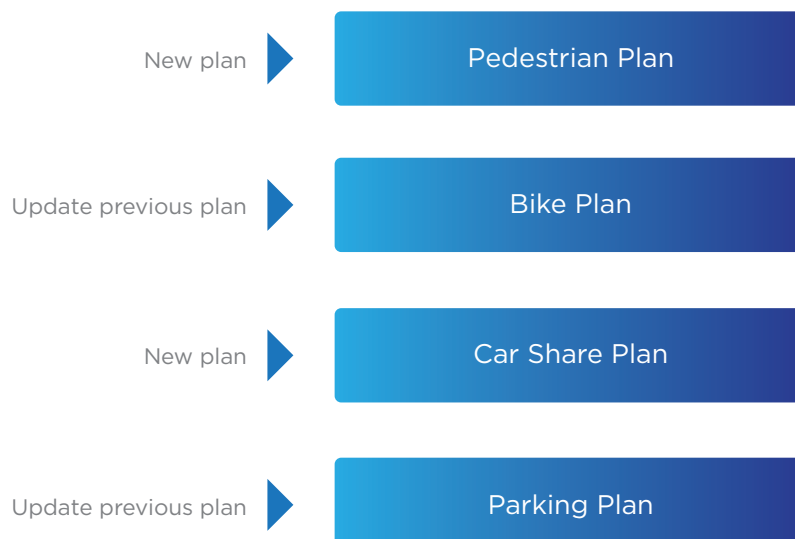 New plan
Pedestrian Plan
Update previous plan
Bike Plan
New plan
Car Share Plan
Update previous plan
Parking Plan